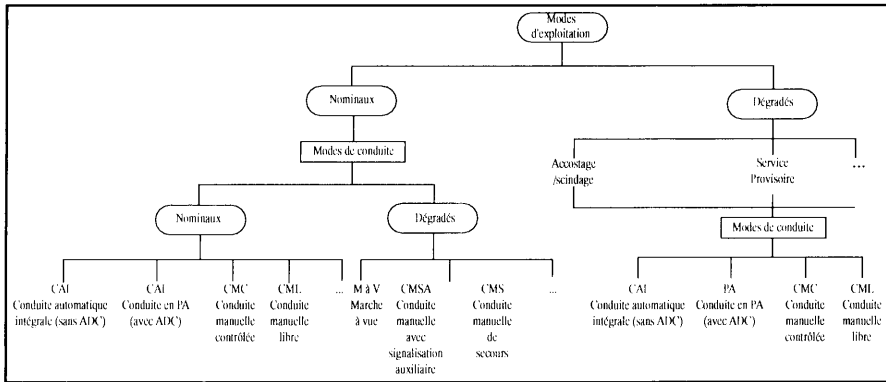 Modes
d'exploitation
Nominaux
Dégradés
Modes de conduite
Accostage
/scindage
Service
Provisoire
...
Nominaux
Dégradés
Modes de conduite
CAI
Conduite automatique
intégrale (sans ADC)
CAI
Conduite en PA
(avec ADC)
CMC
Conduite
manuelle
contrôlée
CML
Conduite
manuelle
libre
...
M à V
Marche
à vue
CMSA
Conduite
manuelle
avec
signalisation
auxiliaire
CMS
Conduite
manuelle
de
secours
...
CAI
Conduite automatique
intégrale (sans ADC)
PA
Conduite en PA
(avec ADC)
CMC
Conduite
manuelle
contrôlée
CML
Conduite
manuelle
libre